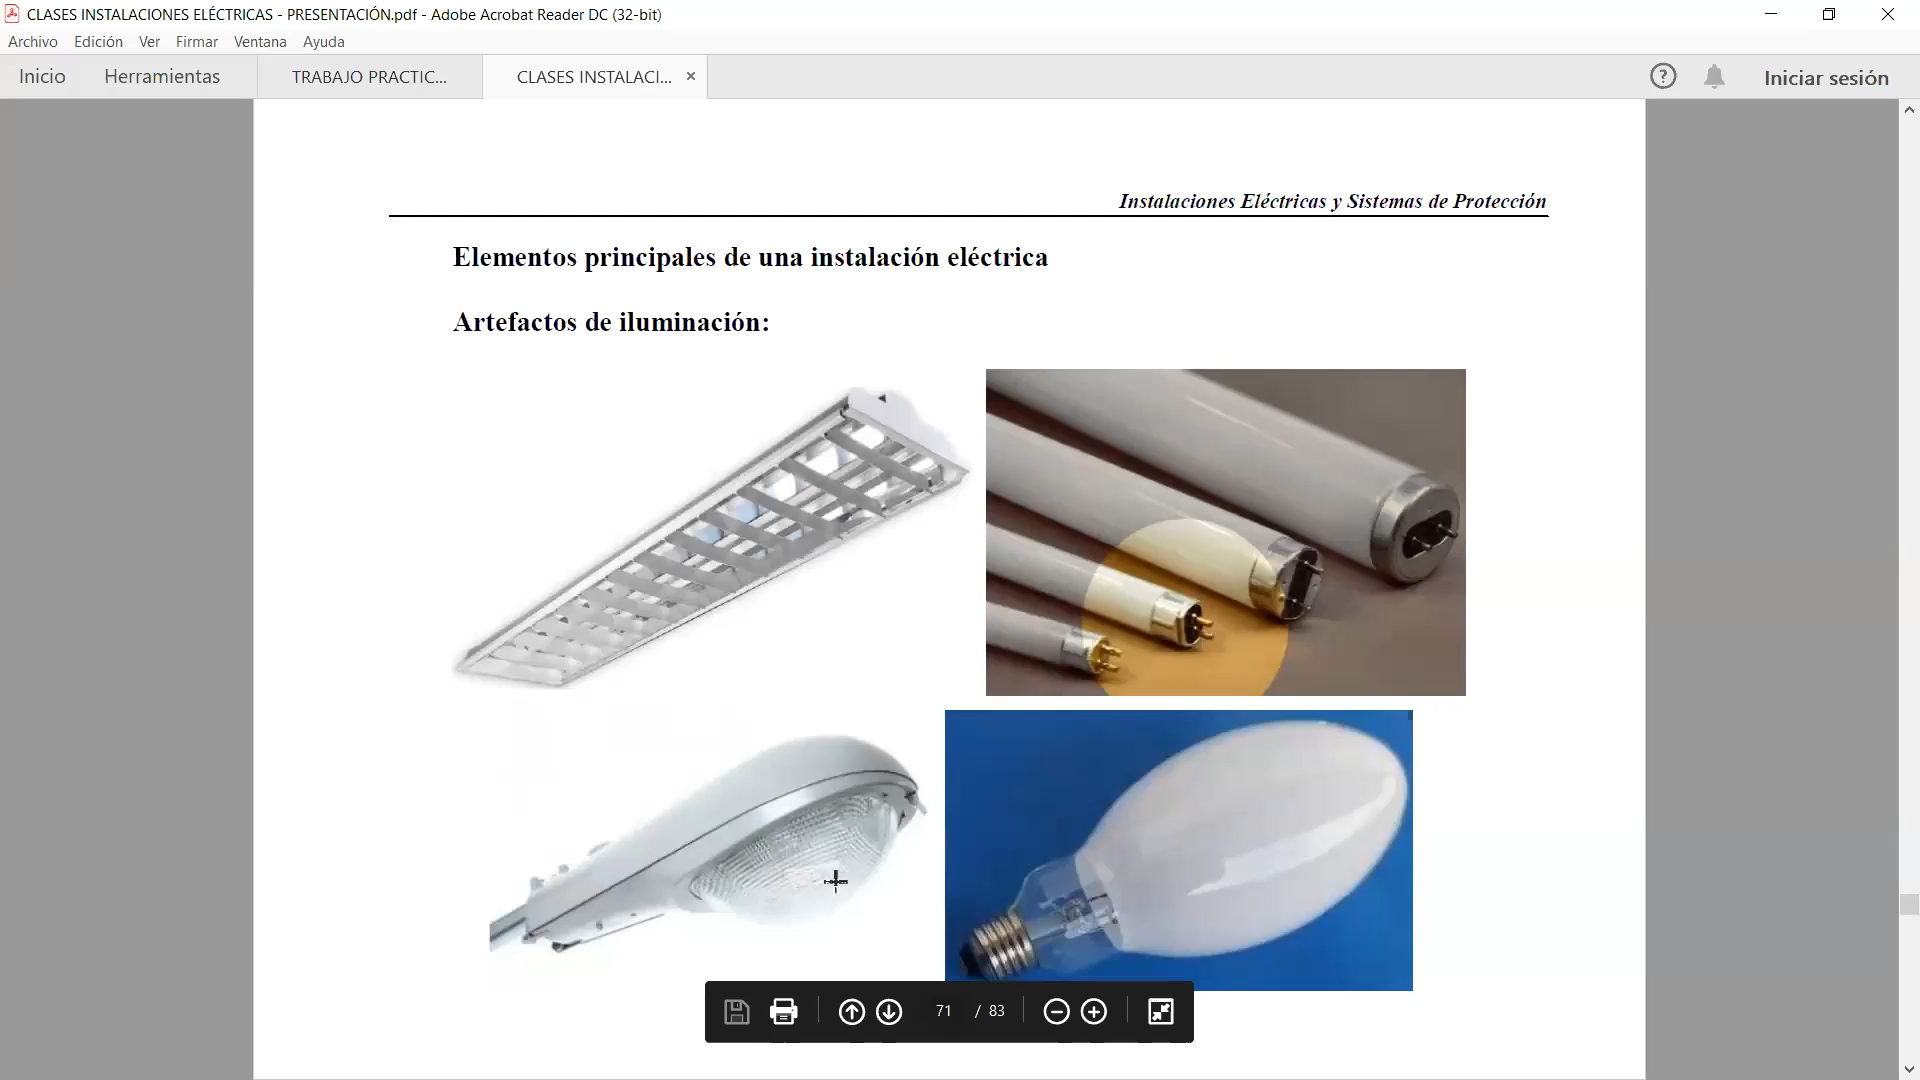 CLASES INSTALACIONES ELÉCTRICAS - PRESENTACIÓN.pdf - Adobe Acrobat Reader DC (32-bit)
Archivo Edición Ver Firmar Ventana Ayuda
Inicio Herramientas TRABAJO PRACTIC... CLASES INSTALACI... × ? Iniciar sesión
Instalaciones Eléctricas y Sistemas de Protección
Elementos principales de una instalación eléctrica
Artefactos de iluminación:
71 / 83